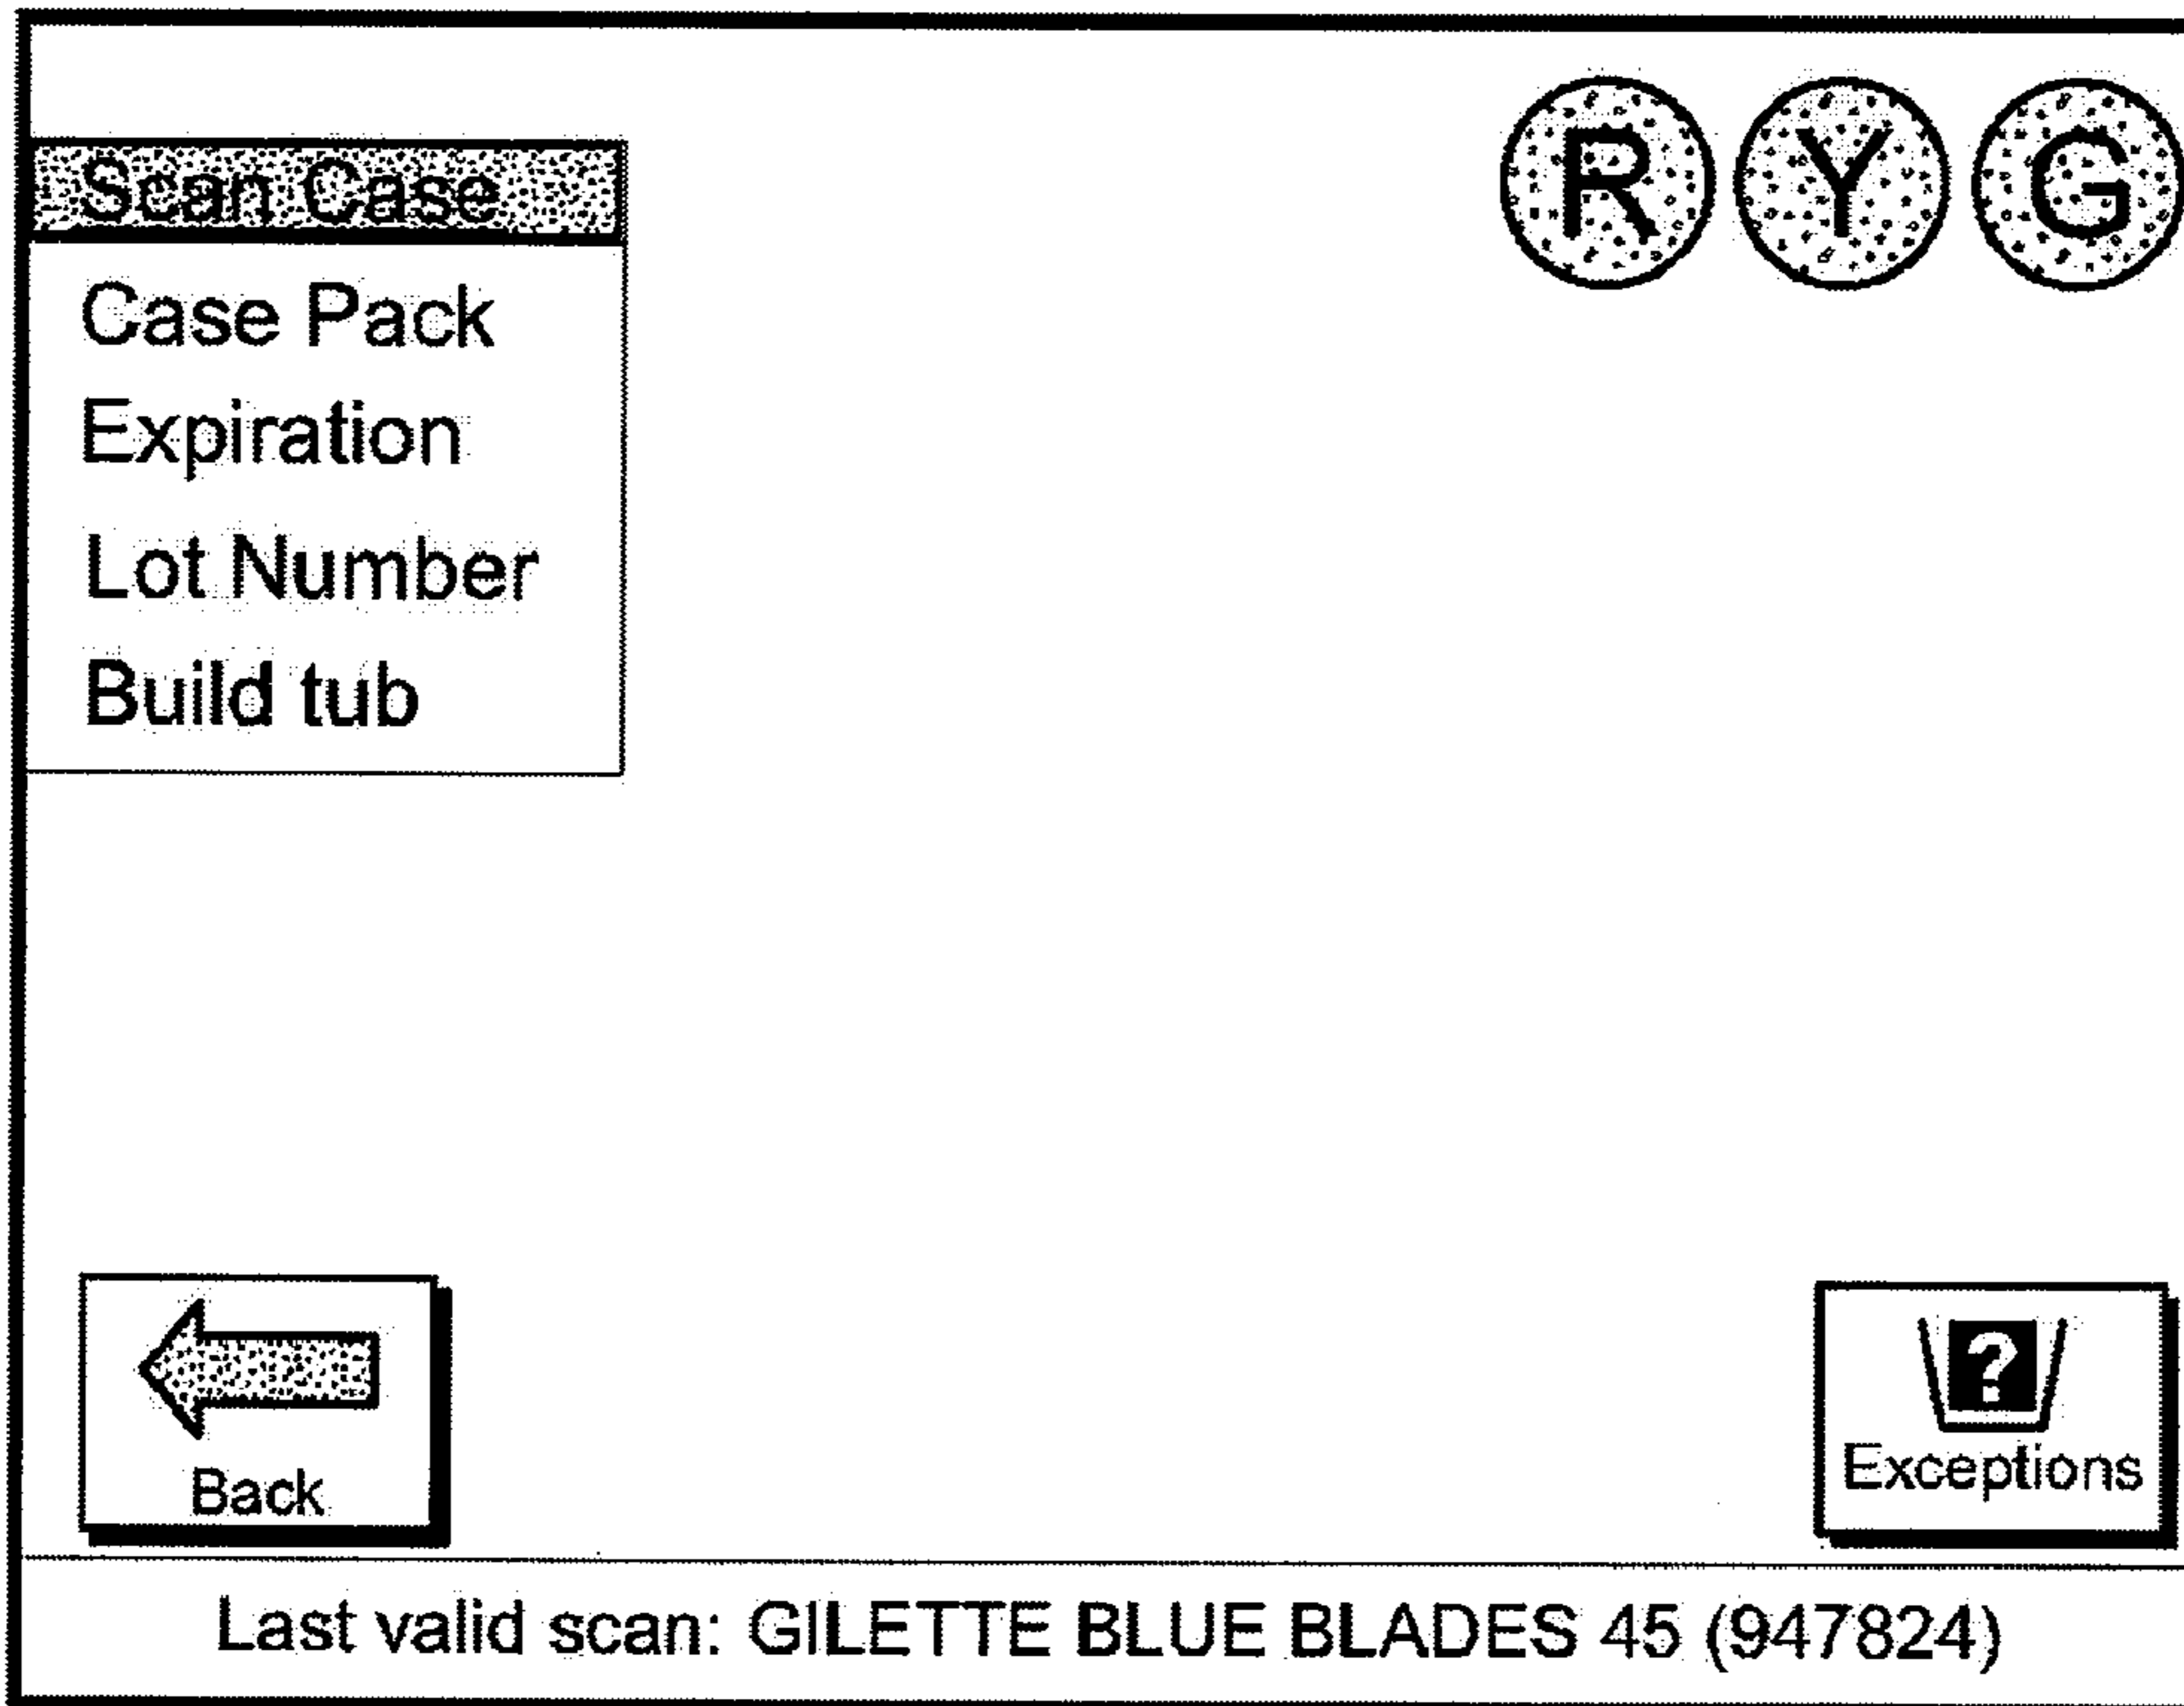 R Y G
Scan Case
Case Pack
Expiration
Lot Number
Build tub
?
Back
Exceptions
Last valid scan: GILETTE BLUE BLADES 45 (947824)